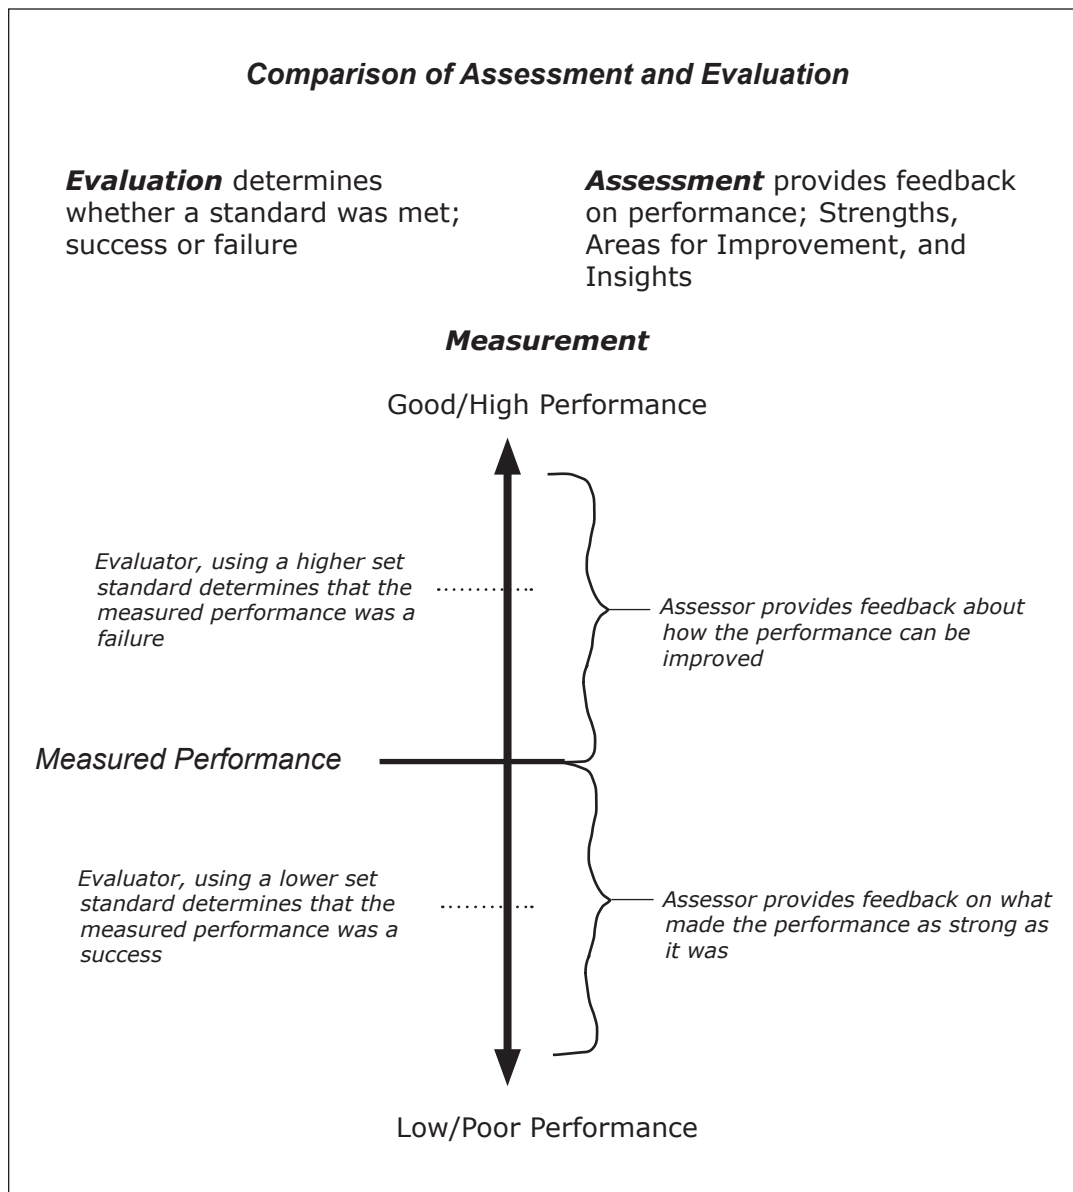 Comparison of Assessment and Evaluation
Evaluation determines
whether a standard was met;
success or failure
Assessment provides feedback
on performance; Strengths,
Areas for Improvement, and
Insights
Measurement
Good/High Performance
Evaluator, using a higher set
standard determines that the
measured performance was a
failure
Assessor provides feedback about
how the performance can be
improved
Measured Performance
Evaluator, using a lower set
standard determines that the
measured performance was a
success
Assessor provides feedback on what
made the performance as strong as
it was
Low/Poor Performance